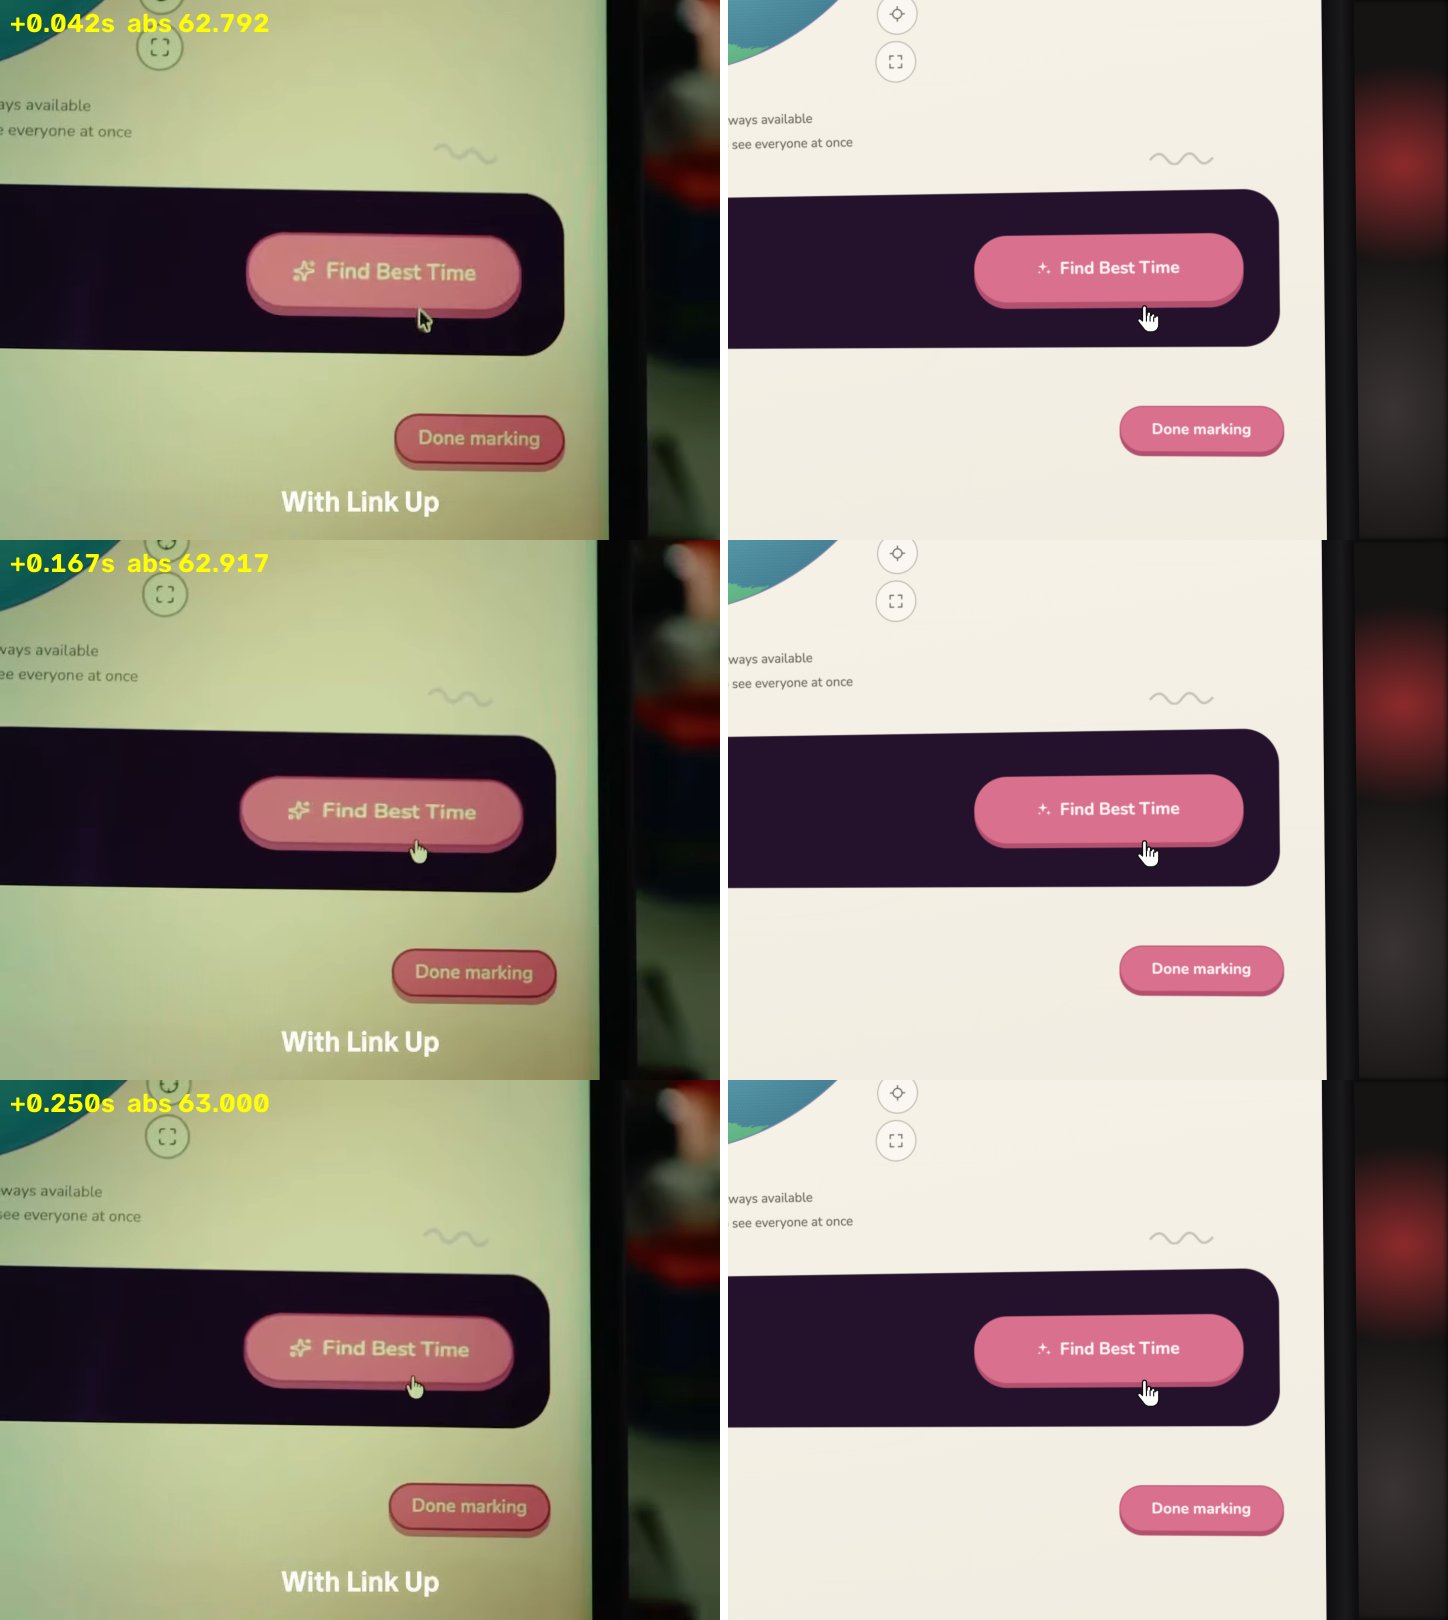 +0.042s abs 62.792
ays available
e everyone at once
Find Best Time
Done marking
With Link Up
ways available
see everyone at once
Find Best Time
Done marking
+0.167s abs 62.917
ways available
ee everyone at once
Find Best Time
Done marking
With Link Up
ways available
see everyone at once
Find Best Time
Done marking
+0.250s abs 63.000
ways available
see everyone at once
Find Best Time
Done marking
With Link Up
ways available
see everyone at once
Find Best Time
Done marking